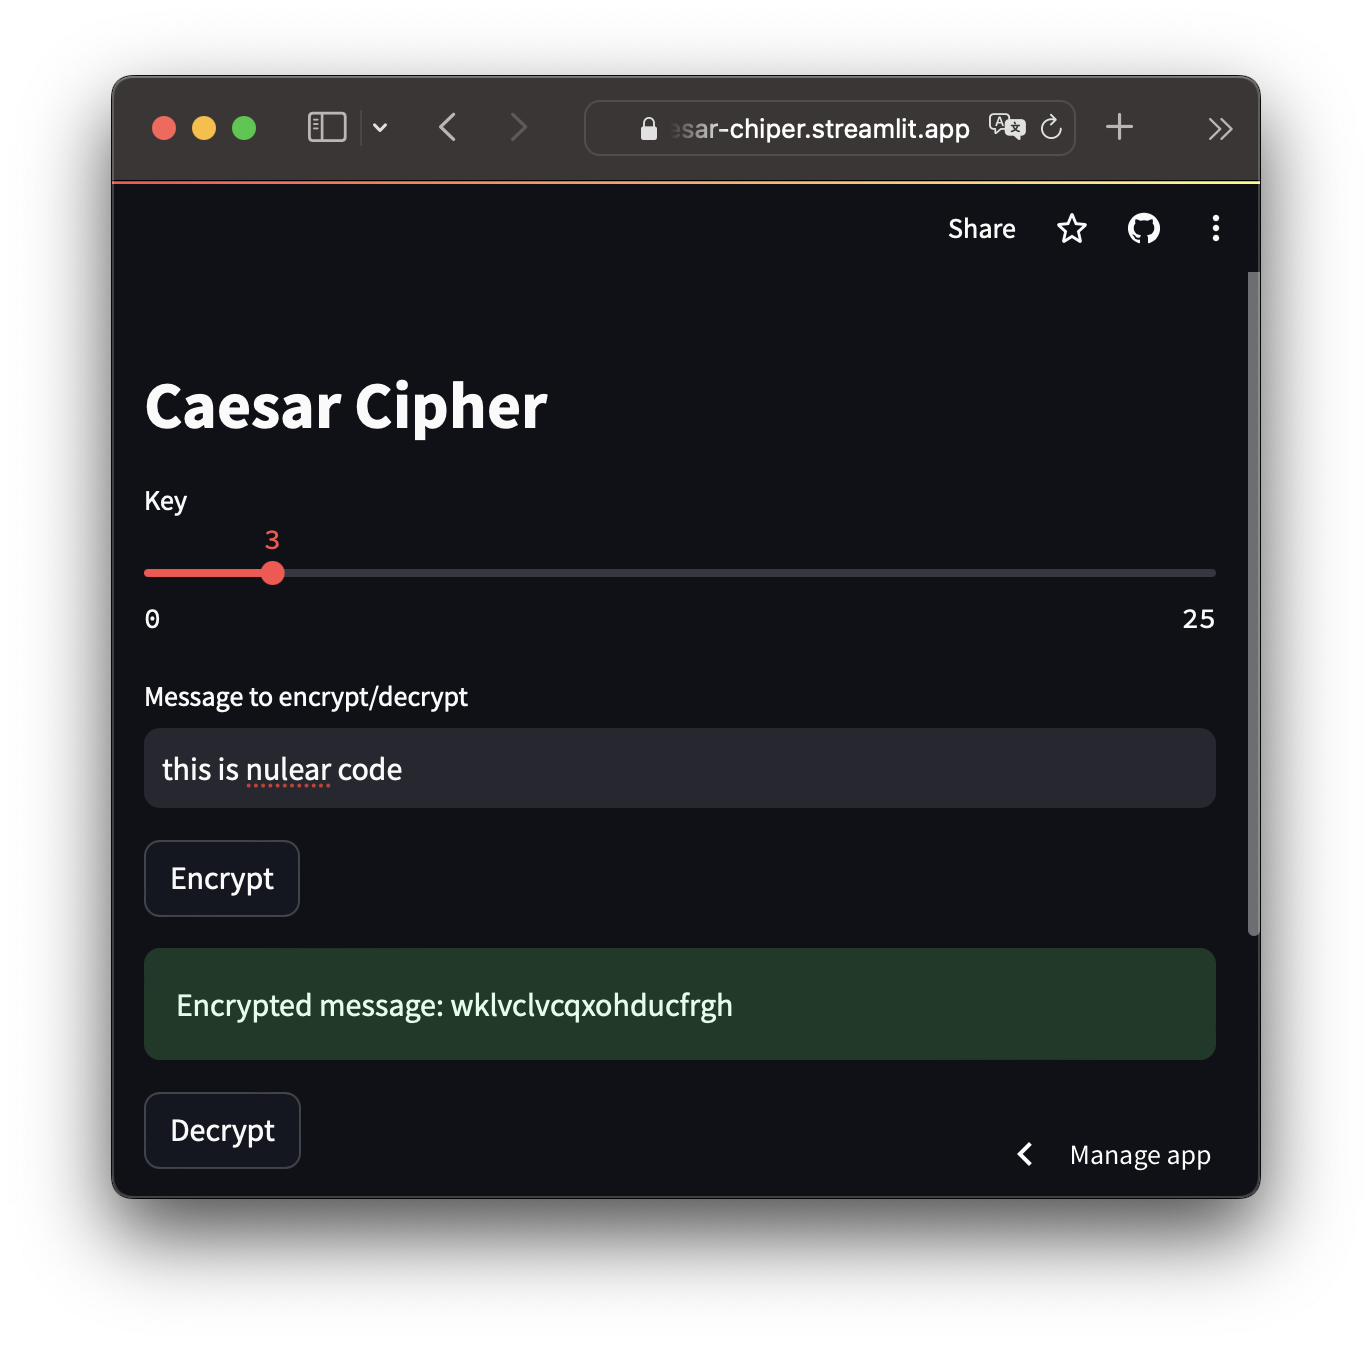 esar-chiper.streamlit.app
Share
Caesar Cipher
Key
3
0 25
Message to encrypt/decrypt
this is nulear code
Encrypt
Encrypted message: wklvclvcqxohducfrgh
Decrypt
Manage app